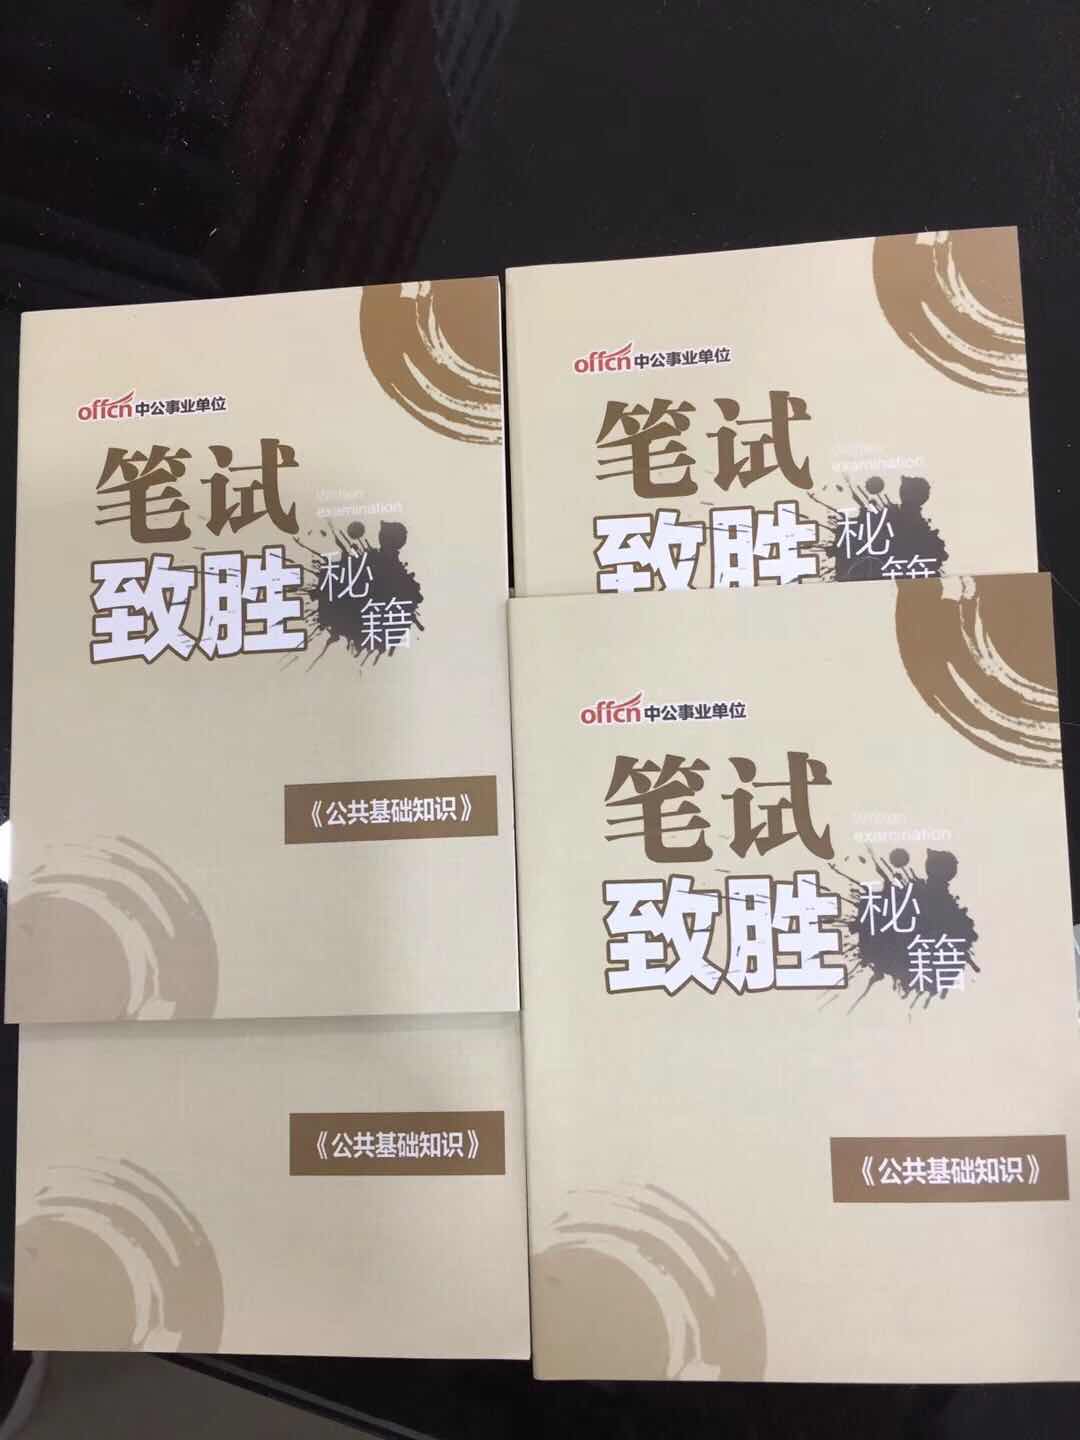 offcn中公事业单位
笔试
written
examination
致胜
秘籍
《公共基础知识》
《公共基础知识》
offcn中公事业单位
笔试
written
examination
致胜
秘籍
offcn中公事业单位
笔试
written
examination
致胜
秘籍
《公共基础知识》